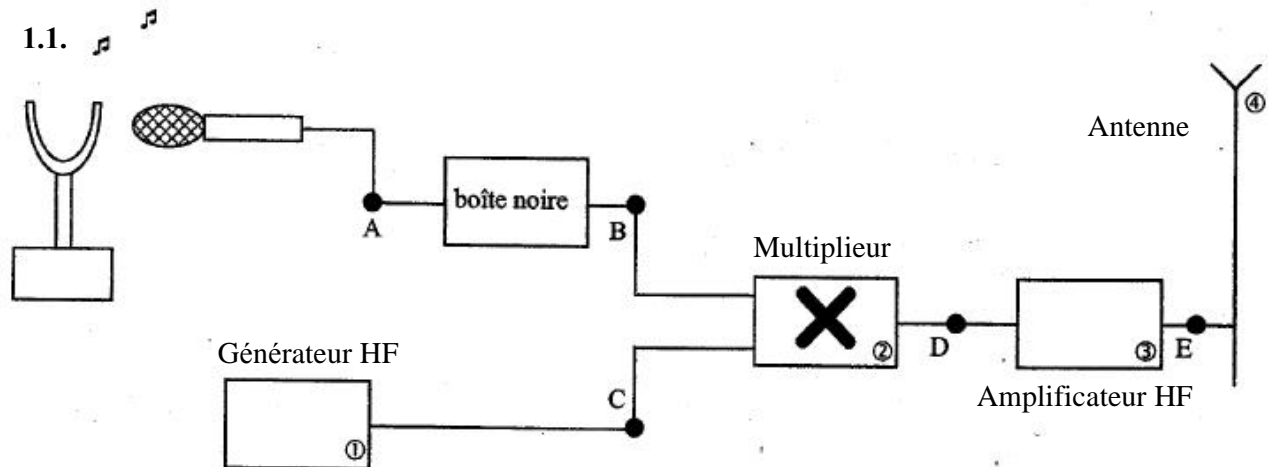 1.1.
Antenne
④
boîte noire
A
B
Multiplieur
②
D
③
E
Générateur HF
C
Amplificateur HF
①